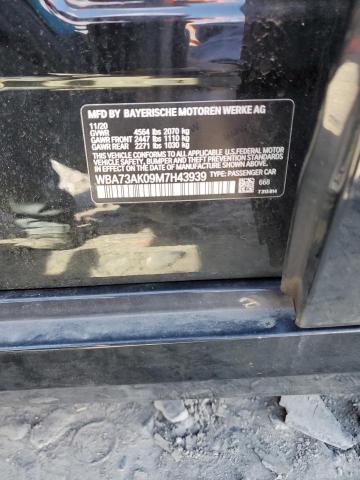 MFD BY BAYERISCHE MOTOREN WERKE AG
11/20
GVWR 4564 lbs 2070 kg
GAWR FRONT 2447 lbs 1110 kg
GAWR REAR 2271 lbs 1030 kg
THIS VEHICLE CONFORMS TO ALL APPLICABLE
U.S.FEDERAL MOTOR VEHICLE SAFETY, BUMPER AND THEFT PREVENTION
STANDARDS IN EFFECT ON THE DATE OF MANUFACTURE SHOWN ABOVE.
WBA73AK09M7H43939 TYPE: PASSENGER CAR
668